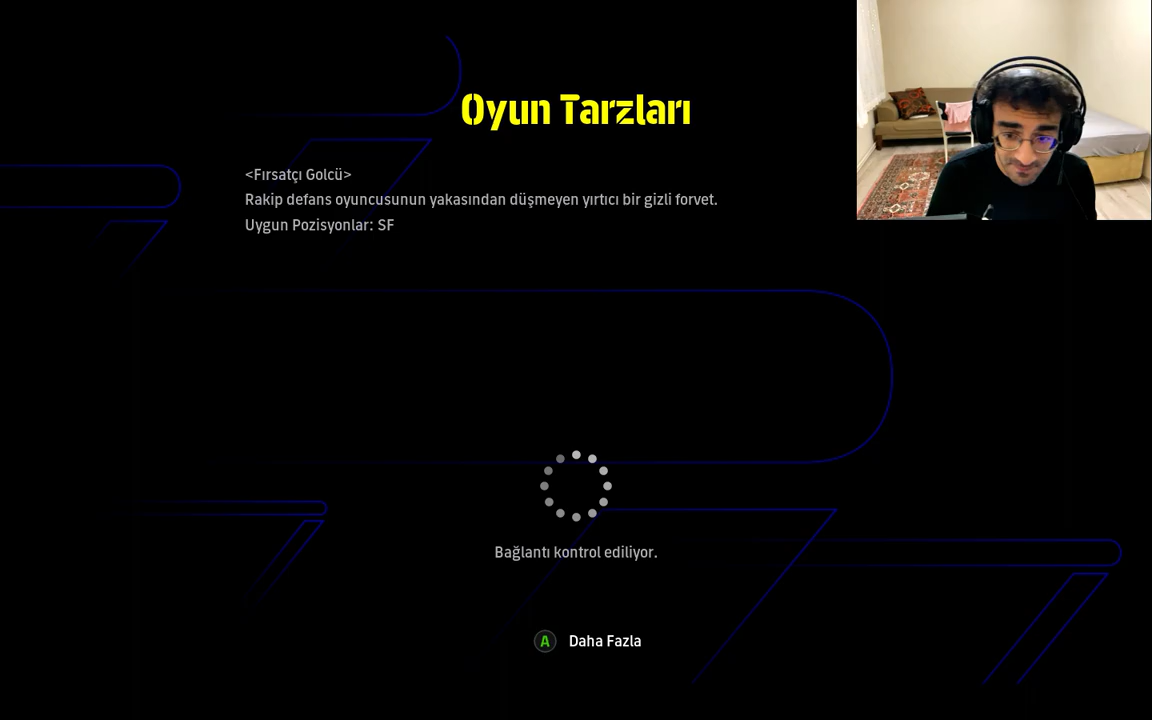 Oyun Tarzları
<Fırsatçı Golcü>
Rakip defans oyuncusunun yakasından düşmeyen yırtıcı bir gizli forvet.
Uygun Pozisyonlar: SF
Bağlantı kontrol ediliyor.
A Daha Fazla